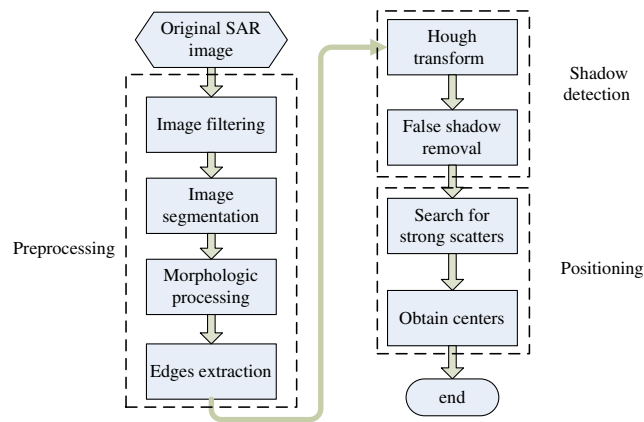 Original SAR
image
Image filtering
Image
segmentation
Preprocessing
Morphologic
processing
Edges extraction
Hough
transform
Shadow
detection
False shadow
removal
Search for
strong scatters
Positioning
Obtain centers
end